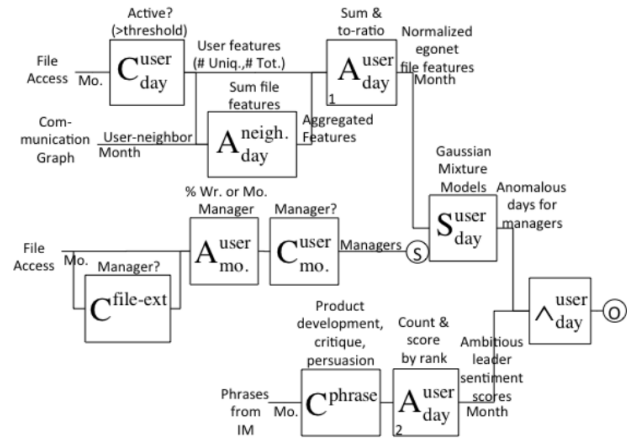 Active?
(>threshold)
File
Access
Mo.
C user
day
User features
(# Uniq.,# Tot.)
Sum &
to-ratio
A user
day
1
Normalized
egonet
file features
Month
Com-
munication
Graph
User-neighbor
Month
Sum file
features
A neigh.
day
Aggregated
Features
Gaussian
Mixture
Models
S user
day
Anomalous
days for
managers
File
Access
Mo.
Manager?
C file-ext
% Wr. or Mo.
Manager
A user
mo.
Manager?
C user
mo.
Managers
S
^ user
day
O
Phrases
from
IM
Mo.
Product
development,
critique,
persuasion
C phrase
Count &
score
by rank
A user
day
2
Ambitious
leader
sentiment
scores
Month